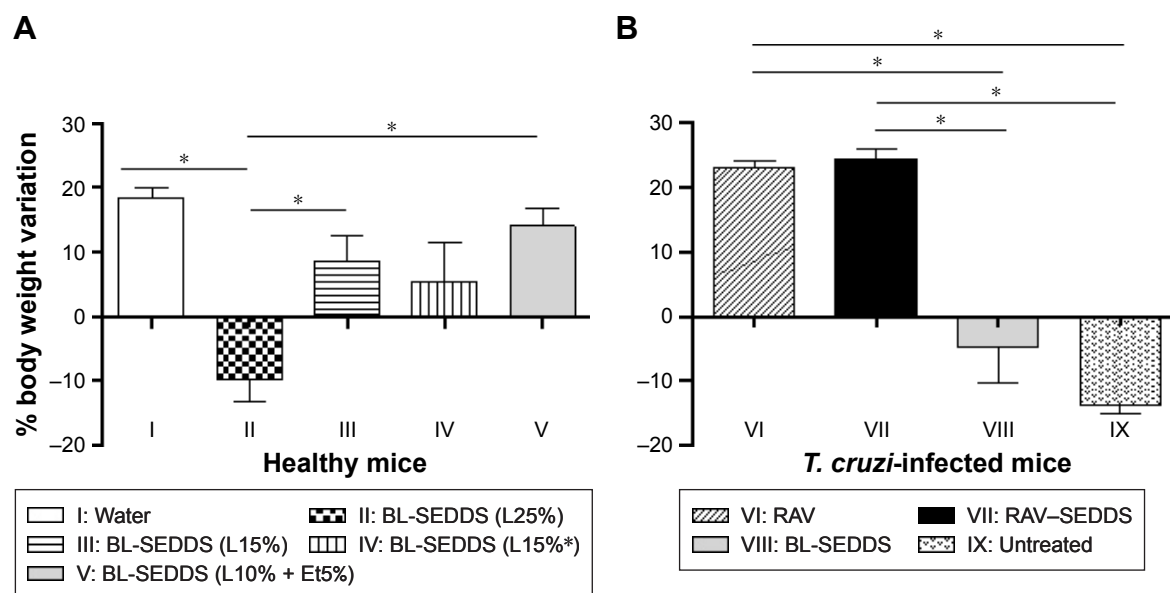 A
B
% body weight variation
30
20
10
0
–10
–20
*
*
*
I II III IV V
Healthy mice
I: Water
II: BL-SEDDS (L25%)
III: BL-SEDDS (L15%)
IV: BL-SEDDS (L15%*)
V: BL-SEDDS (L10% + Et5%)
30
20
10
0
–10
–20
*
*
*
*
VI VII VIII IX
T. cruzi-infected mice
VI: RAV
VII: RAV–SEDDS
VIII: BL-SEDDS
IX: Untreated